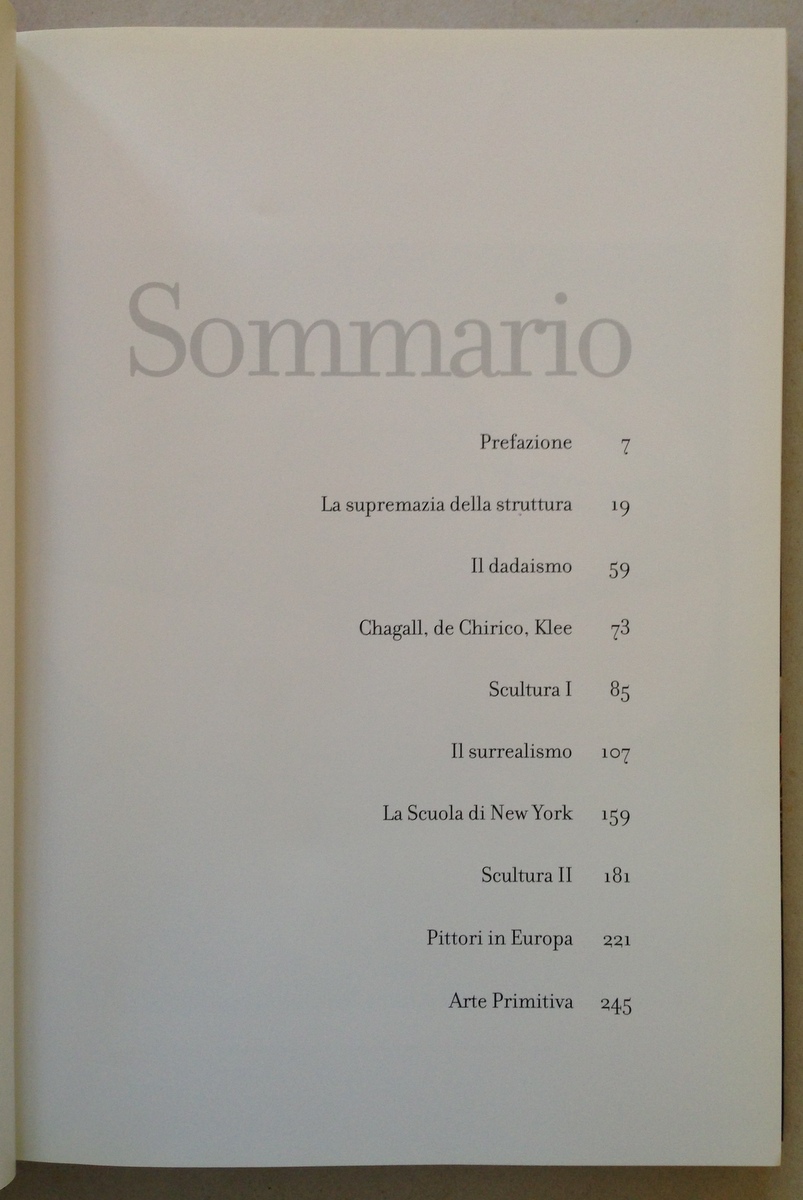 Sommario
Prefazione 7
La supremazia della struttura 19
Il dadaismo 59
Chagall, de Chirico, Klee 73
Scultura I 85
Il surrealismo 107
La Scuola di New York 159
Scultura II 181
Pittori in Europa 221
Arte Primitiva 245